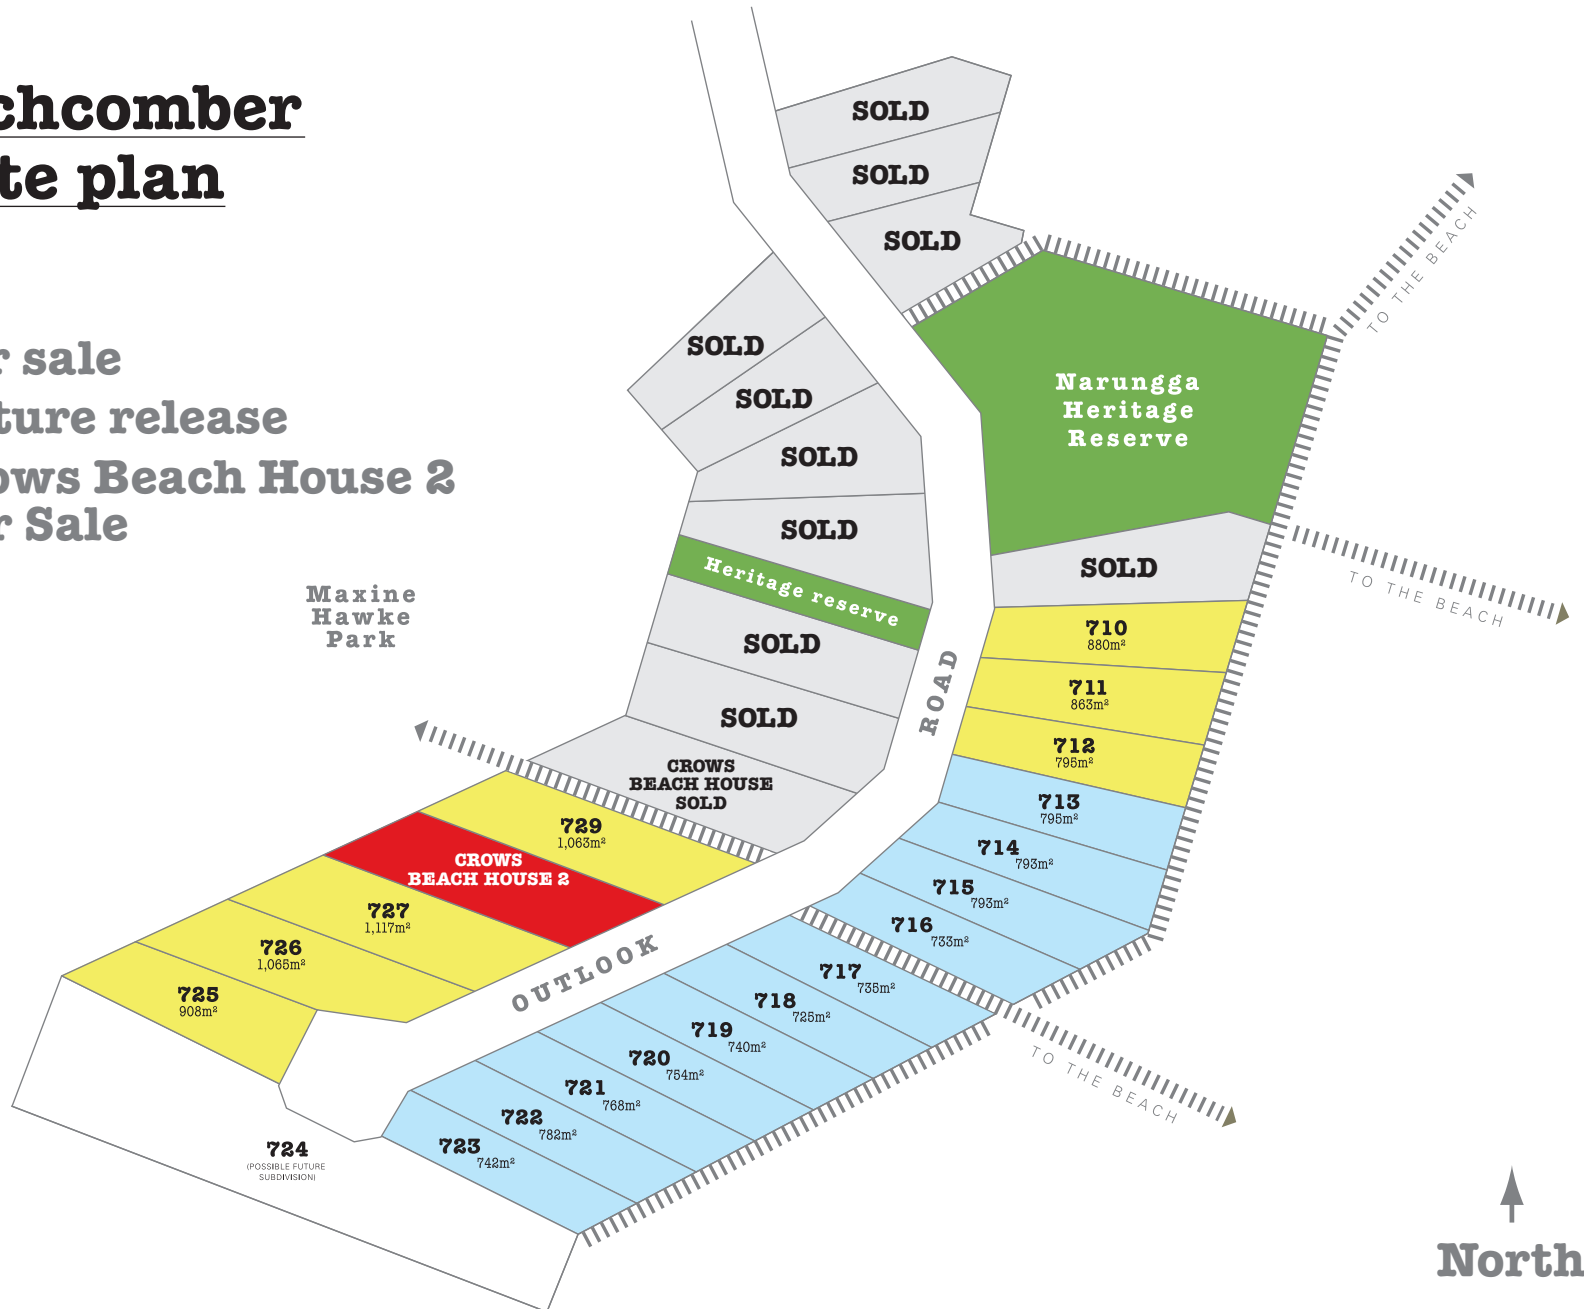 chcomber
te plan
r sale
ture release
ows Beach House 2
r Sale
Maxine
Hawke
Park
SOLD
SOLD
SOLD
SOLD
SOLD
SOLD
SOLD
Heritage reserve
SOLD
SOLD
CROWS
BEACH HOUSE
SOLD
Narungga
Heritage
Reserve
TO THE BEACH
TO THE BEACH
SOLD
710
880m²
711
863m²
712
795m²
713
795m²
714
793m²
715
793m²
716
733m²
ROAD
OUTLOOK
729
1,063m²
CROWS
BEACH HOUSE 2
727
1,117m²
726
1,065m²
725
908m²
717
735m²
718
725m²
719
740m²
720
754m²
721
768m²
722
782m²
723
742m²
724
(POSSIBLE FUTURE
SUBDIVISION)
TO THE BEACH
North